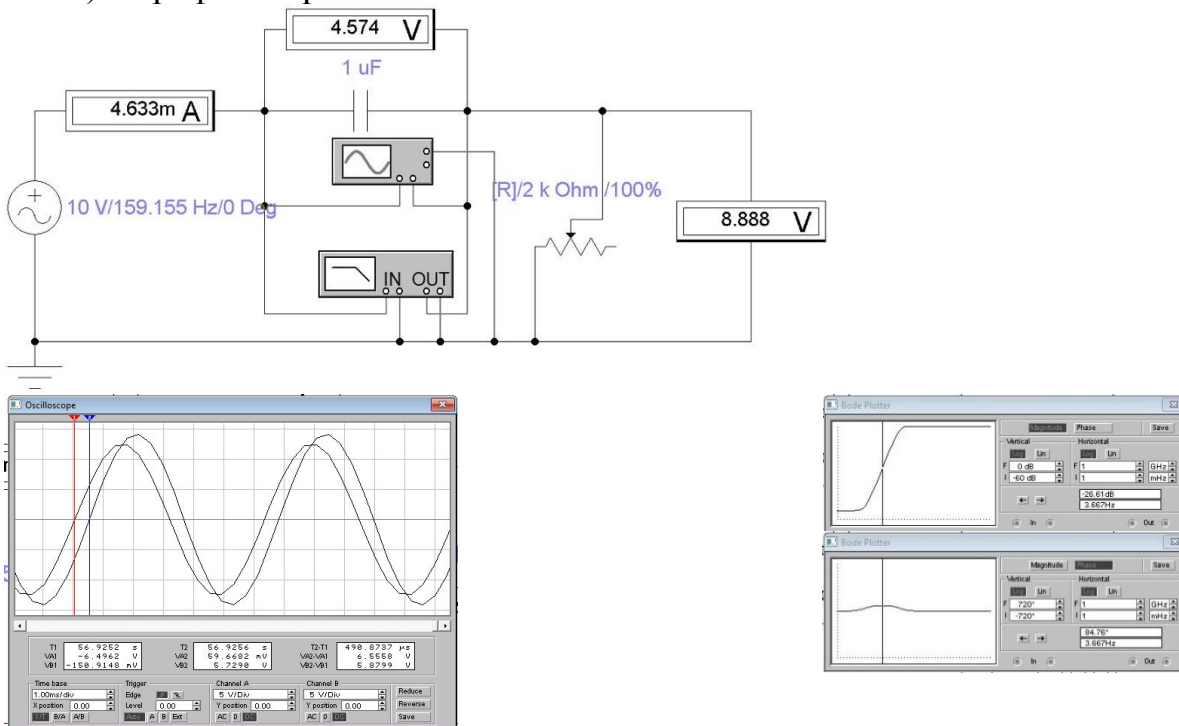 4.574 V
1 uF
4.633m A
[R]/2 k Ohm /100%
10 V/159.155 Hz/0 Deg
8.888 V
IN OUT
Oscilloscope
1 2
T1 56.9252 s T2 56.9256 s T2-T1 490.8737 µs
VA1 -6.4962 V VA2 59.6682 mV VA2-VA1 6.5558 V
VB1 -150.9148 mV VB2 5.7290 V VB2-VB1 5.8799 V
Time base Trigger Channel A Channel B
1.00ms/div Edge 5 V/Div 5 V/Div Reduce
X position 0.00 Level 0.00 Y position 0.00 Y position 0.00 Reverse
Y/T B/A A/B Auto A B Ext AC 0 DC AC 0 DC Save
Bode Plotter
Magnitude Phase Save
Vertical Horizontal
Log Lin Log Lin
F 0 dB F 1 GHz
I -60 dB I 1 mHz
-26.61dB
3.667Hz
In Out
Bode Plotter
Magnitude Phase Save
Vertical Horizontal
Log Lin Log Lin
F 720° F 1 GHz
I -720° I 1 mHz
84.76°
3.667Hz
In Out